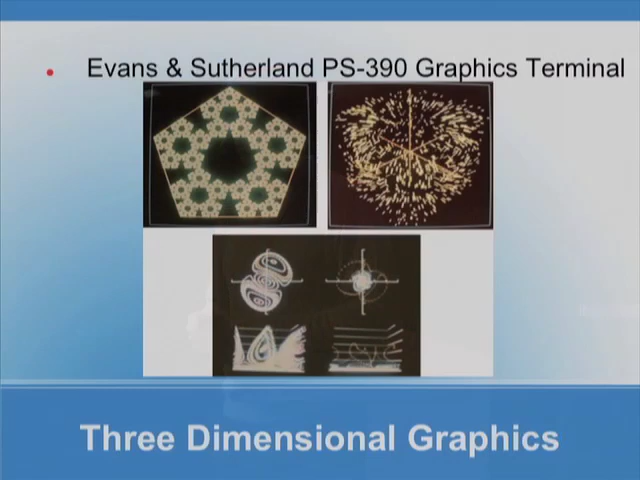 Evans & Sutherland PS-390 Graphics Terminal
Three Dimensional Graphics